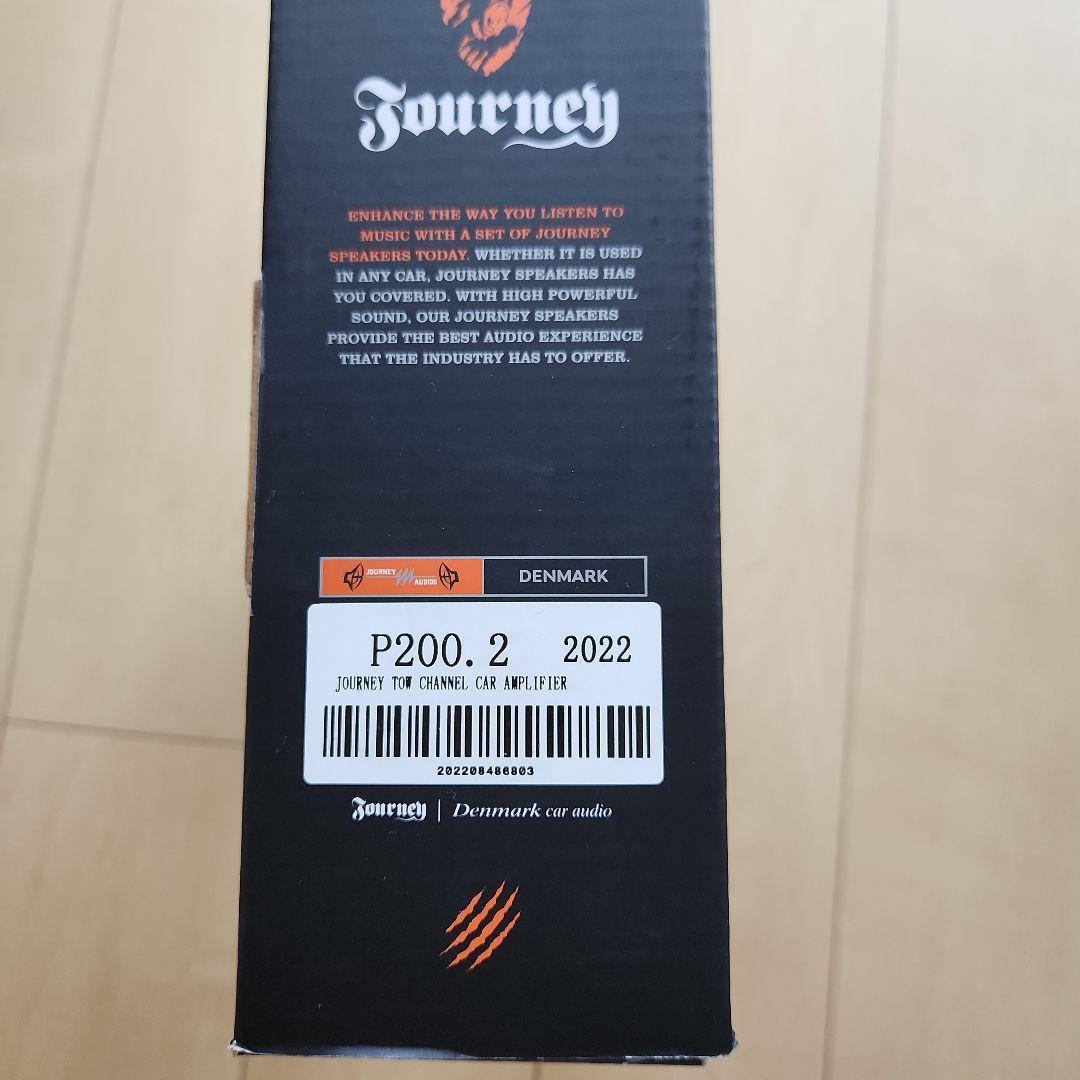 Journey
ENHANCE THE WAY YOU LISTEN TO
MUSIC WITH A SET OF JOURNEY
SPEAKERS TODAY. WHETHER IT IS USED
IN ANY CAR, JOURNEY SPEAKERS HAS
YOU COVERED. WITH HIGH POWERFUL
SOUND, OUR JOURNEY SPEAKERS
PROVIDE THE BEST AUDIO EXPERIENCE
THAT THE INDUSTRY HAS TO OFFER.
JOURNEY AUDIOS DENMARK
P200.2 2022
JOURNEY TOW CHANNEL CAR AMPLIFIER
202208486803
Journey | Denmark car audio